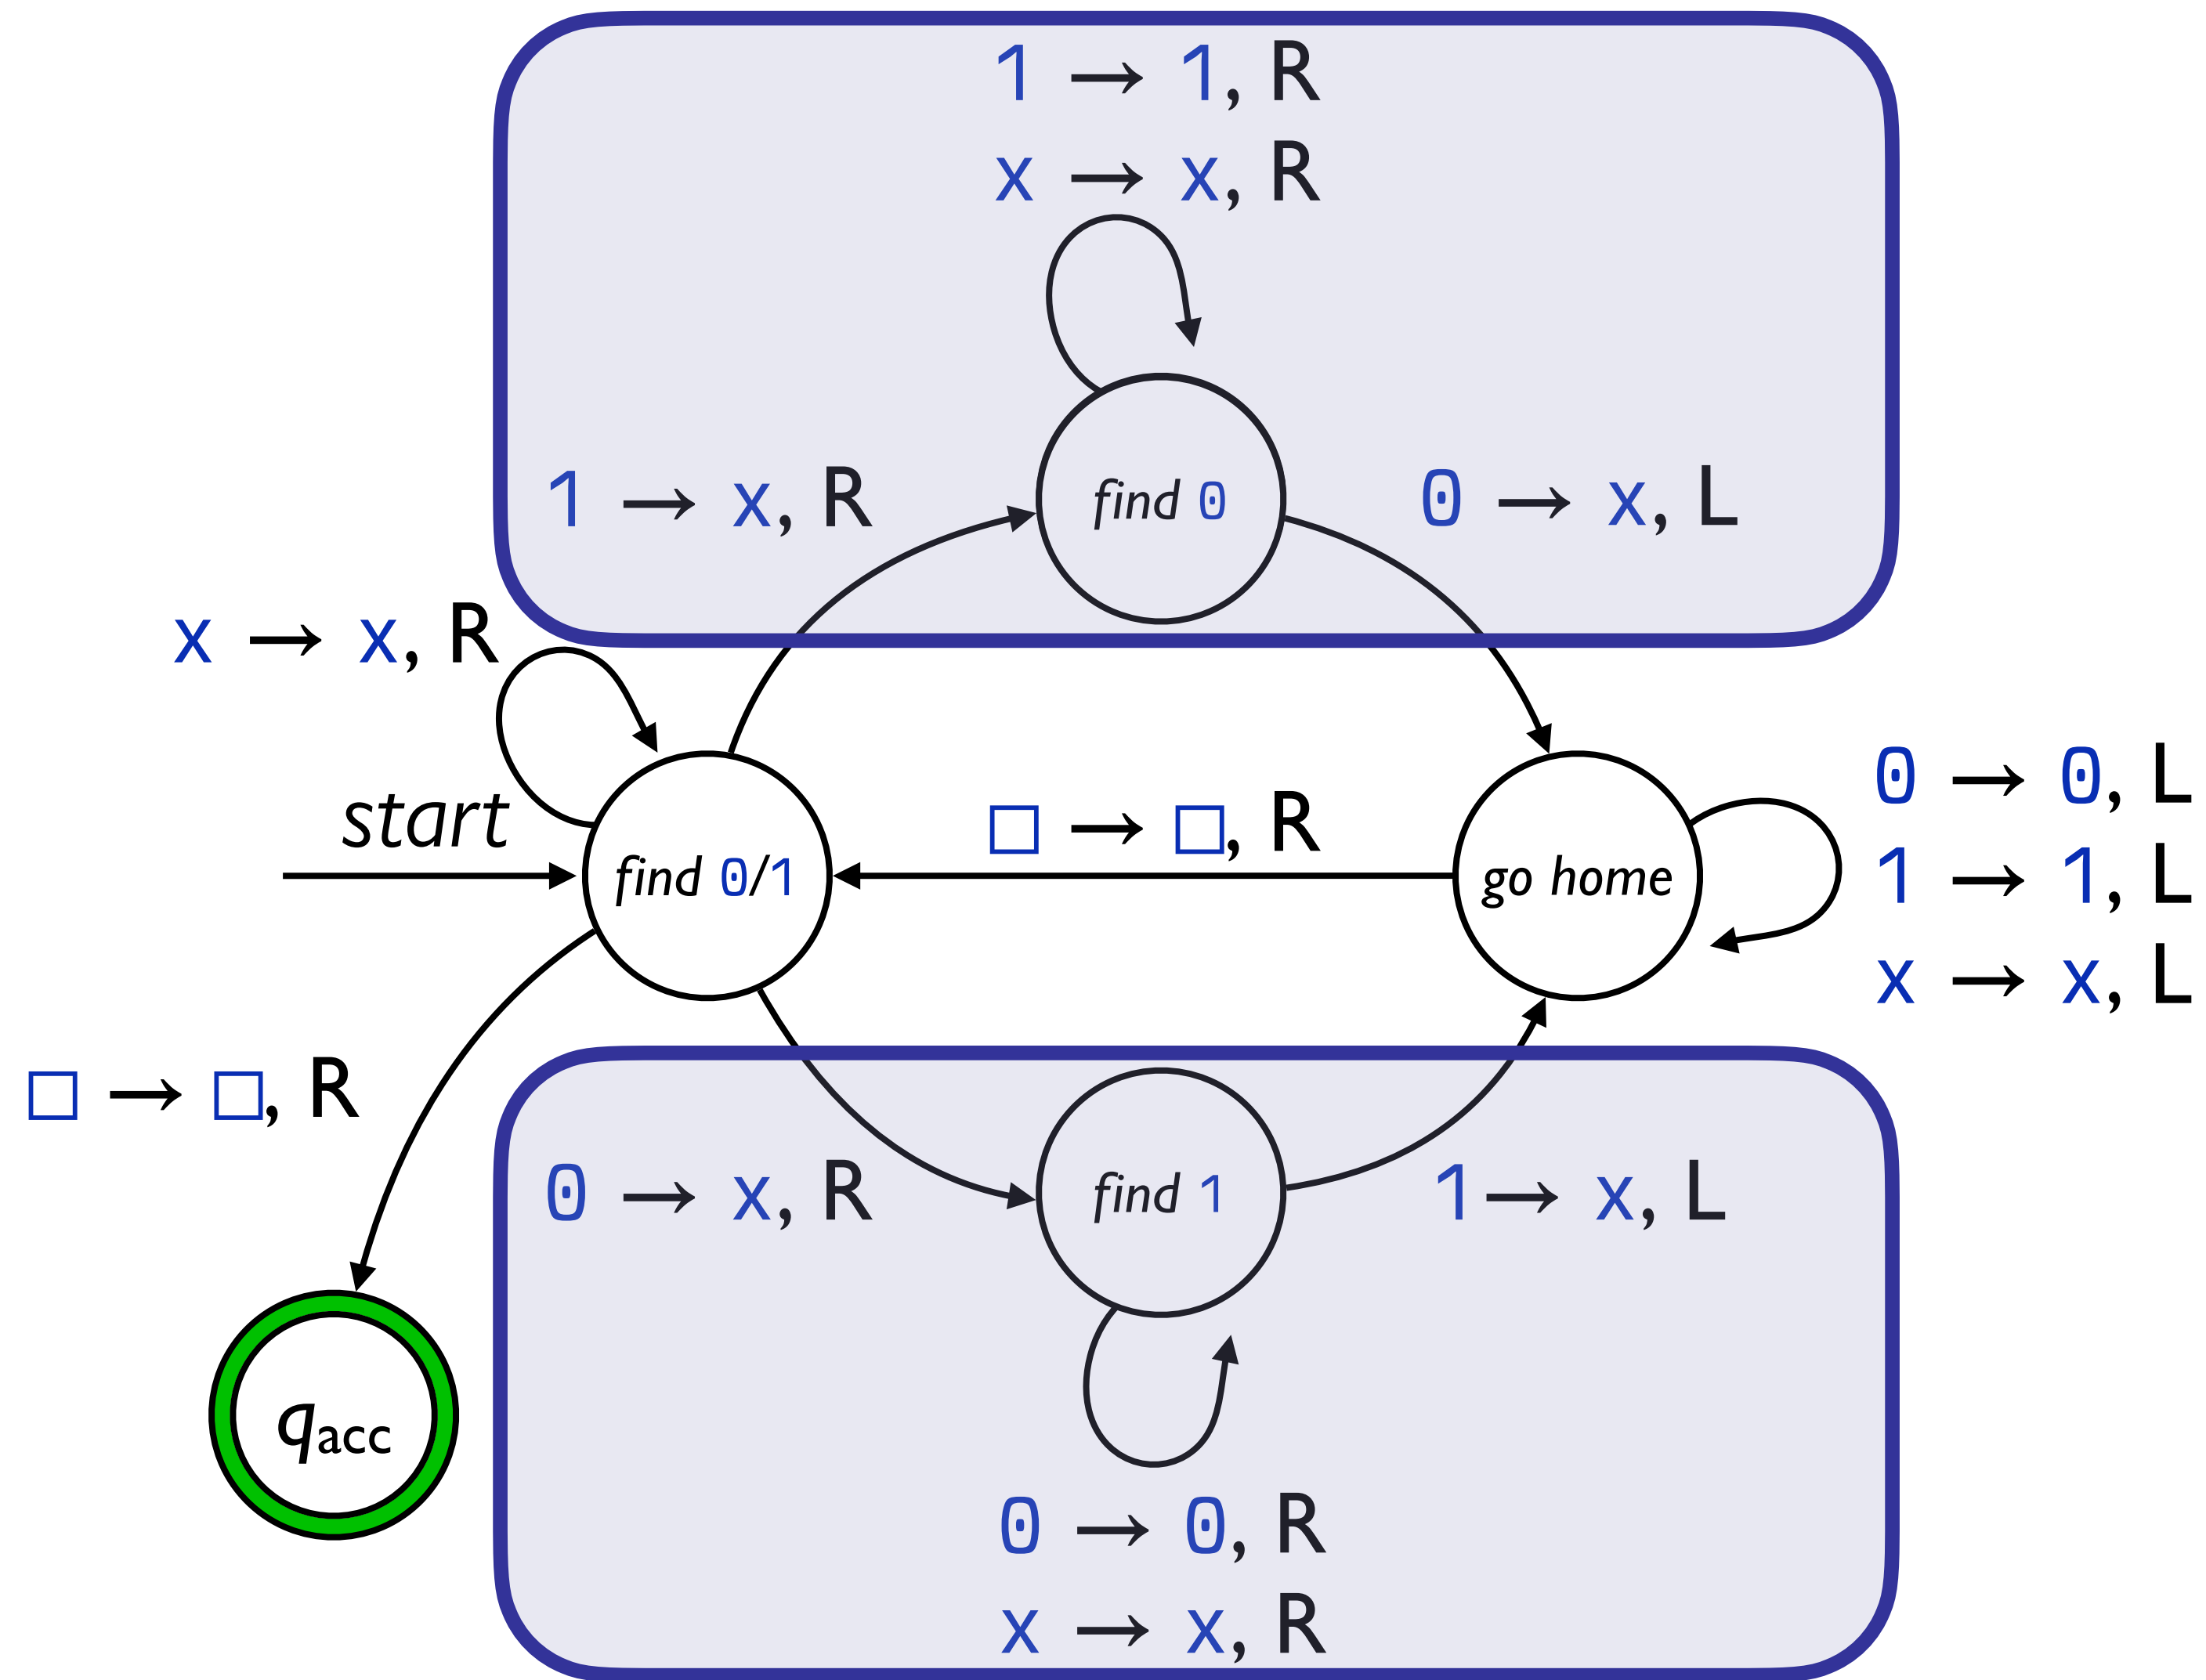 1 → 1, R
x → x, R
1 → x, R
find 0
0 → x, L
x → x, R
start
find 0/1
□ → □, R
go home
0 → 0, L
1 → 1, L
x → x, L
□ → □, R
0 → x, R
find 1
1 → x, L
qacc
0 → 0, R
x → x, R